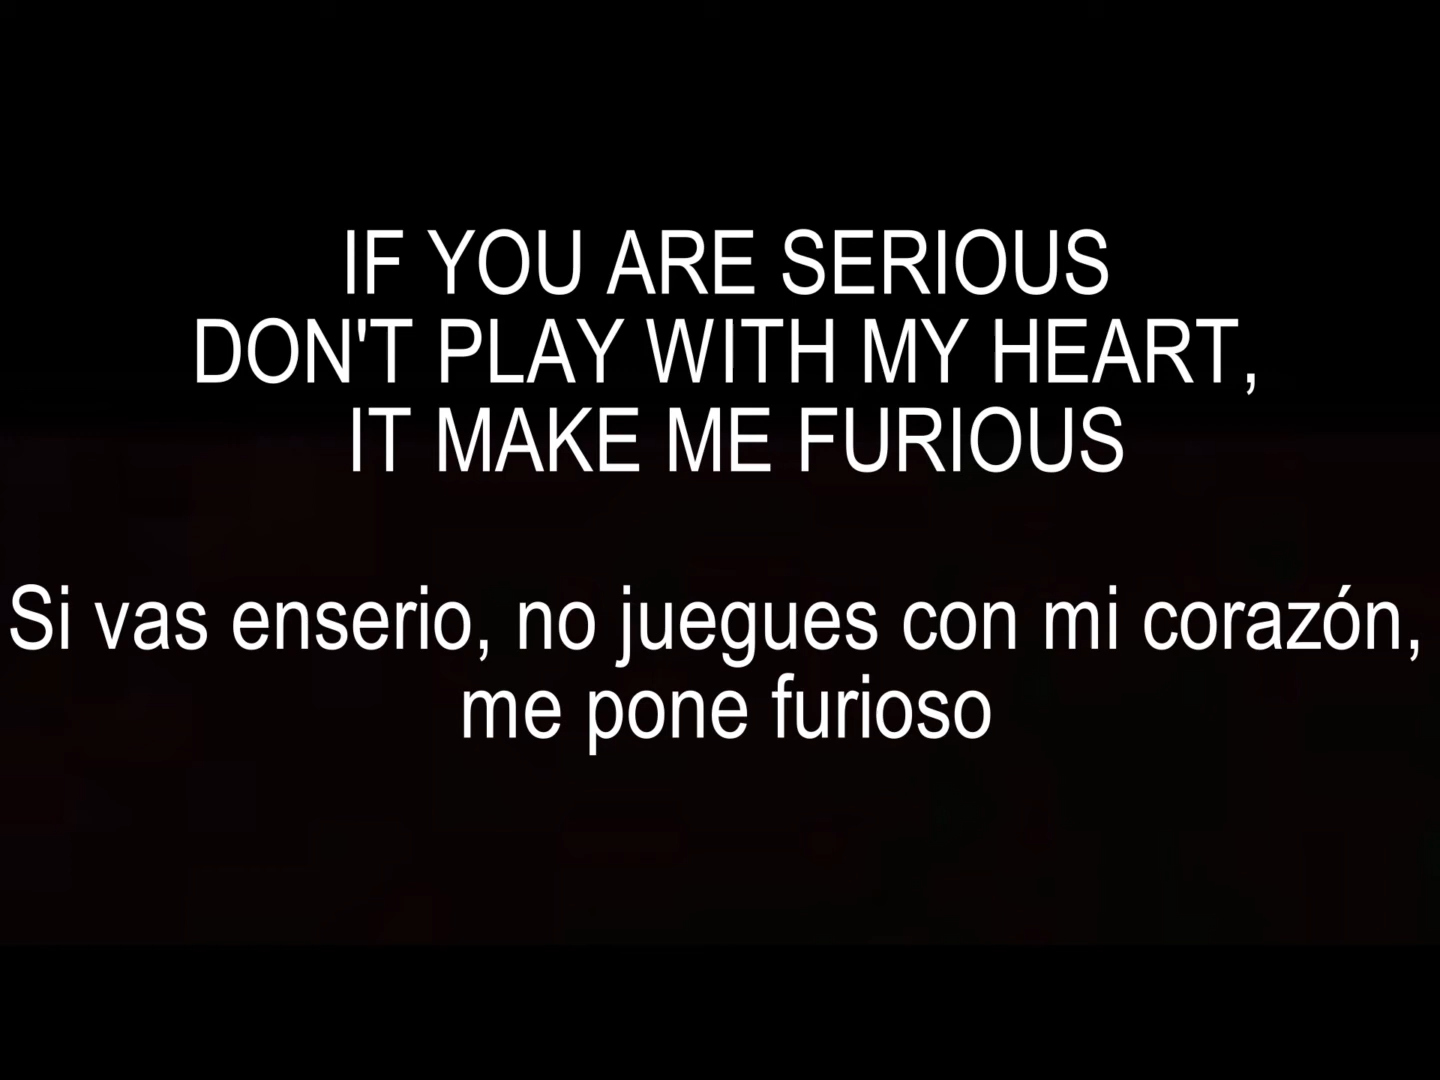 IF YOU ARE SERIOUS
DON'T PLAY WITH MY HEART,
IT MAKE ME FURIOUS
Si vas enserio, no juegues con mi corazón,
me pone furioso